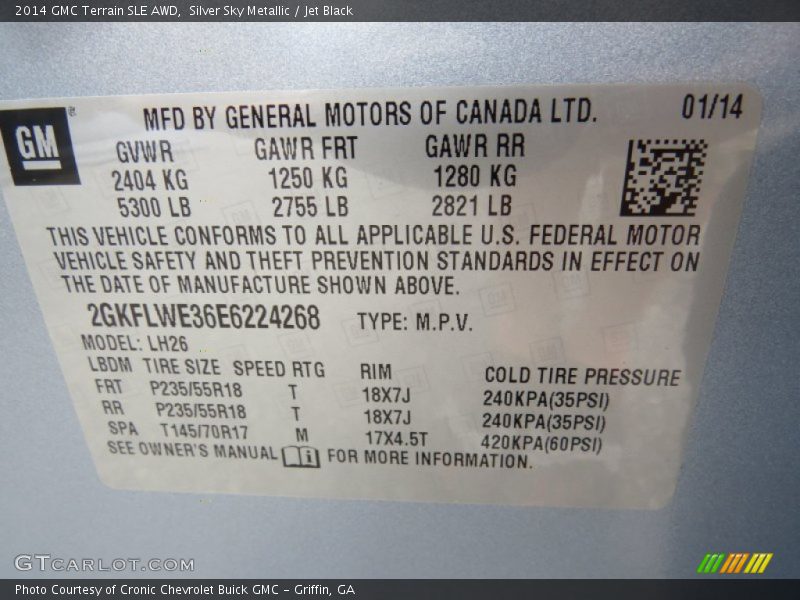 2014 GMC Terrain SLE AWD, Silver Sky Metallic / Jet Black
GM
MFD BY GENERAL MOTORS OF CANADA LTD. 01/14
GVWR GAWR FRT GAWR RR
2404 KG 1250 KG 1280 KG
5300 LB 2755 LB 2821 LB
THIS VEHICLE CONFORMS TO ALL APPLICABLE U.S. FEDERAL MOTOR
VEHICLE SAFETY AND THEFT PREVENTION STANDARDS IN EFFECT ON
THE DATE OF MANUFACTURE SHOWN ABOVE.
2GKFLWE36E6224268 TYPE: M.P.V.
MODEL: LH26
LBDM TIRE SIZE SPEED RTG RIM COLD TIRE PRESSURE
FRT P235/55R18 T 18X7J 240KPA(35PSI)
RR P235/55R18 T 18X7J 240KPA(35PSI)
SPA T145/70R17 M 17X4.5T 420KPA(60PSI)
SEE OWNER'S MANUAL FOR MORE INFORMATION.
GTCARLOT.COM
Photo Courtesy of Cronic Chevrolet Buick GMC – Griffin, GA